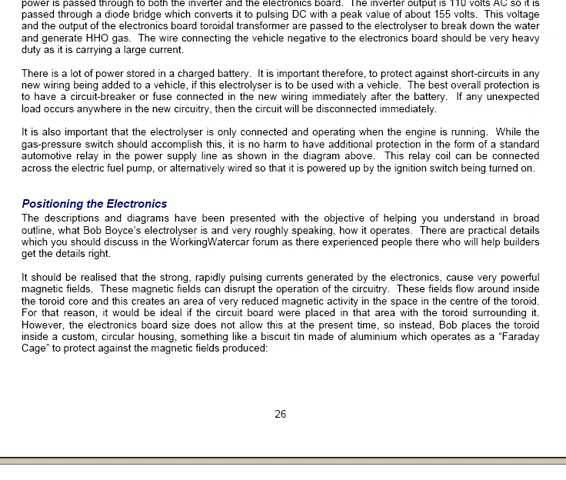 power is passed through to both the inverter and the electronics board.  The inverter output is 110 volts AC so it is
passed through a diode bridge which converts it to pulsing DC with a peak value of about 155 volts.  This voltage
and the output of the electronics board toroidal transformer are passed to the electrolyser to break down the water
and generate HHO gas.  The wire connecting the vehicle negative to the electronics board should be very heavy
duty as it is carrying a large current.
There is a lot of power stored in a charged battery.  It is important therefore, to protect against short-circuits in any
new wiring being added to a vehicle, if this electrolyser is to be used with a vehicle.  The best overall protection is
to have a circuit-breaker or fuse connected in the new wiring immediately after the battery.  If any unexpected
load occurs anywhere in the new circuitry, then the circuit will be disconnected immediately.
It is also important that the electrolyser is only connected and operating when the engine is running.  While the
gas-pressure switch should accomplish this, it is no harm to have additional protection in the form of a standard
automotive relay in the power supply line as shown in the diagram above.  This relay coil can be connected
across the electric fuel pump, or alternatively wired so that it is powered up by the ignition switch being turned on.
Positioning the Electronics
The descriptions and diagrams have been presented with the objective of helping you understand in broad
outline, what Bob Boyce's electrolyser is and very roughly speaking, how it operates.  There are practical details
which you should discuss in the WorkingWatercar forum as there experienced people there who will help builders
get the details right.
It should be realised that the strong, rapidly pulsing currents generated by the electronics, cause very powerful
magnetic fields.  These magnetic fields can disrupt the operation of the circuitry.  These fields flow around inside
the toroid core and this creates an area of very reduced magnetic activity in the space in the centre of the toroid.
For that reason, it would be ideal if the circuit board were placed in that area with the toroid surrounding it.
However, the electronics board size does not allow this at the present time, so instead, Bob places the toroid
inside a custom, circular housing, something like a biscuit tin made of aluminium which operates as a “Faraday
Cage” to protect against the magnetic fields produced:
26